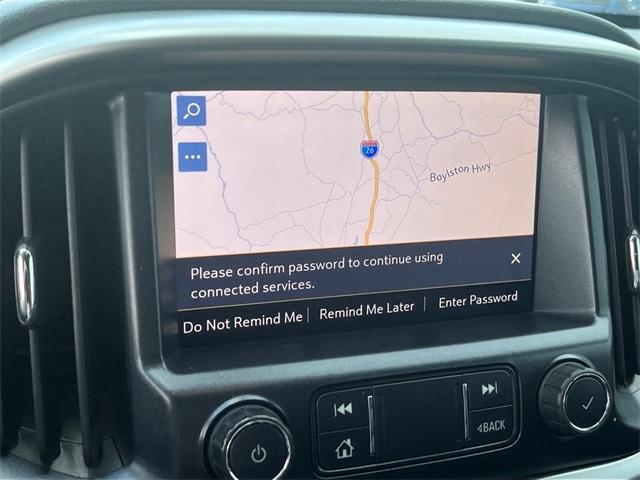 26
Boylston Hwy
Please confirm password to continue using
connected services.
Do Not Remind Me
Remind Me Later
Enter Password
BACK